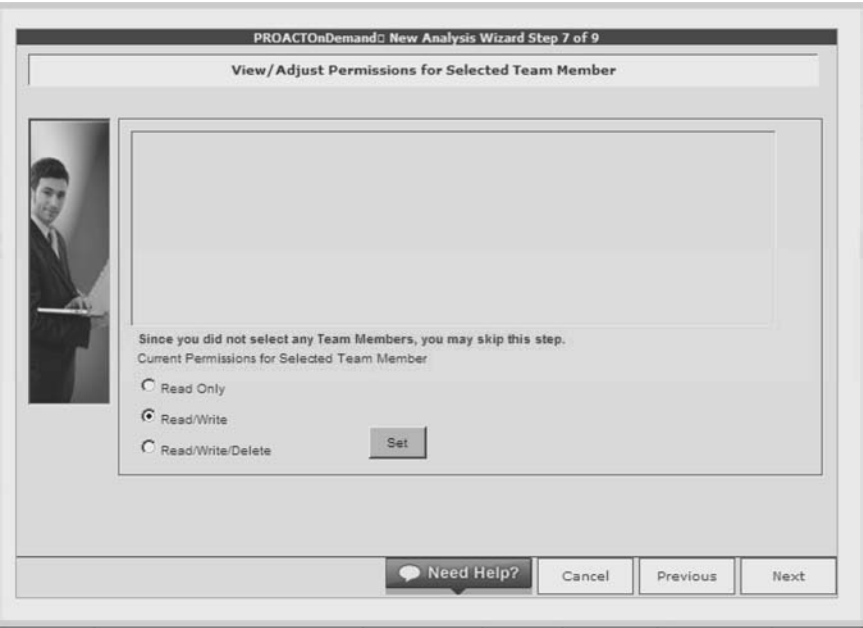 PROACTOnDemand□ New Analysis Wizard Step 7 of 9
View/Adjust Permissions for Selected Team Member
Since you did not select any Team Members, you may skip this step.
Current Permissions for Selected Team Member
Read Only
Read/Write
Read/Write/Delete
Set
Need Help?
Cancel
Previous
Next